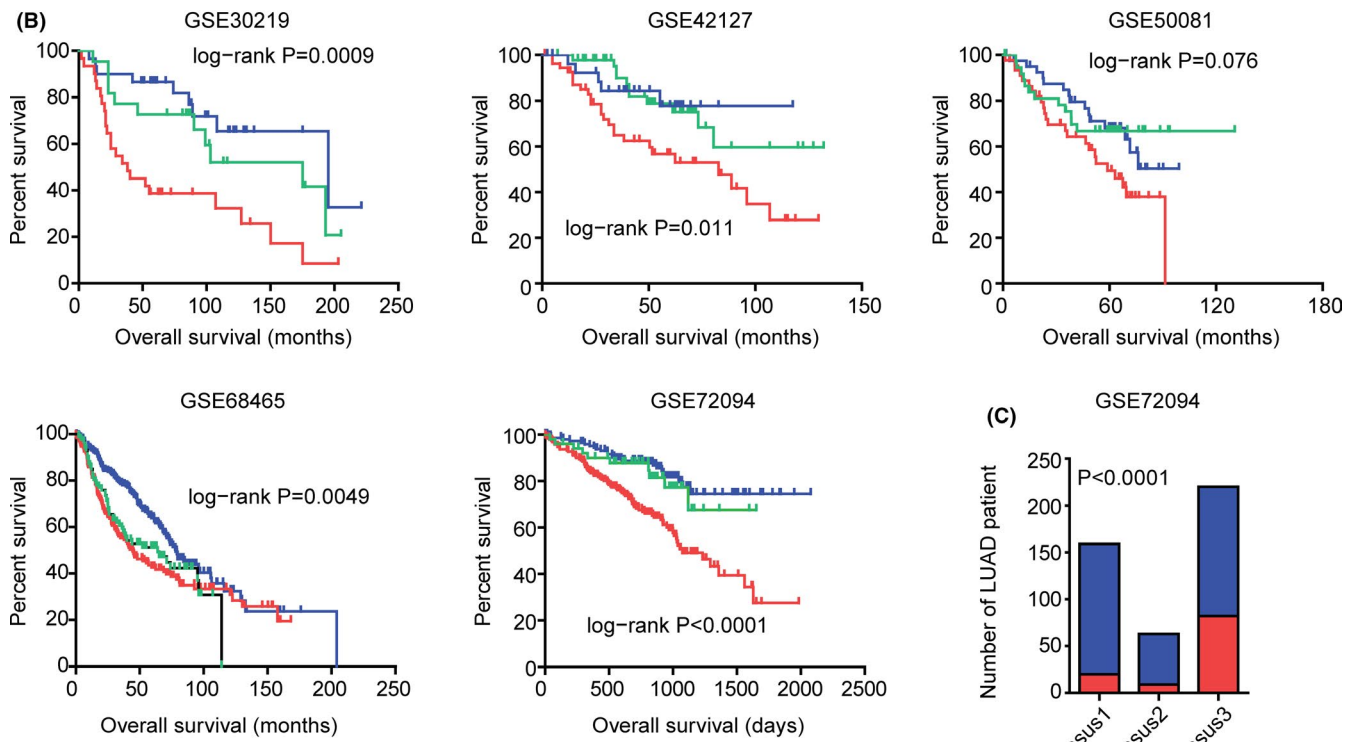 (B)
GSE30219
log-rank P=0.0009
Percent survival
100
80
60
40
20
0
0 50 100 150 200 250
Overall survival (months)
GSE42127
log-rank P=0.011
Percent survival
100
80
60
40
20
0
0 50 100 150
Overall survival (months)
GSE50081
log-rank P=0.076
Percent survival
100
80
60
40
20
0
0 60 120 180
Overall survival (months)
GSE68465
log-rank P=0.0049
Percent survival
100
80
60
40
20
0
0 50 100 150 200 250
Overall survival (months)
GSE72094
log-rank P<0.0001
Percent survival
100
80
60
40
20
0
0 500 1000 1500 2000 2500
Overall survival (days)
(C)
GSE72094
P<0.0001
Number of LUAD patient
250
200
150
100
50
0